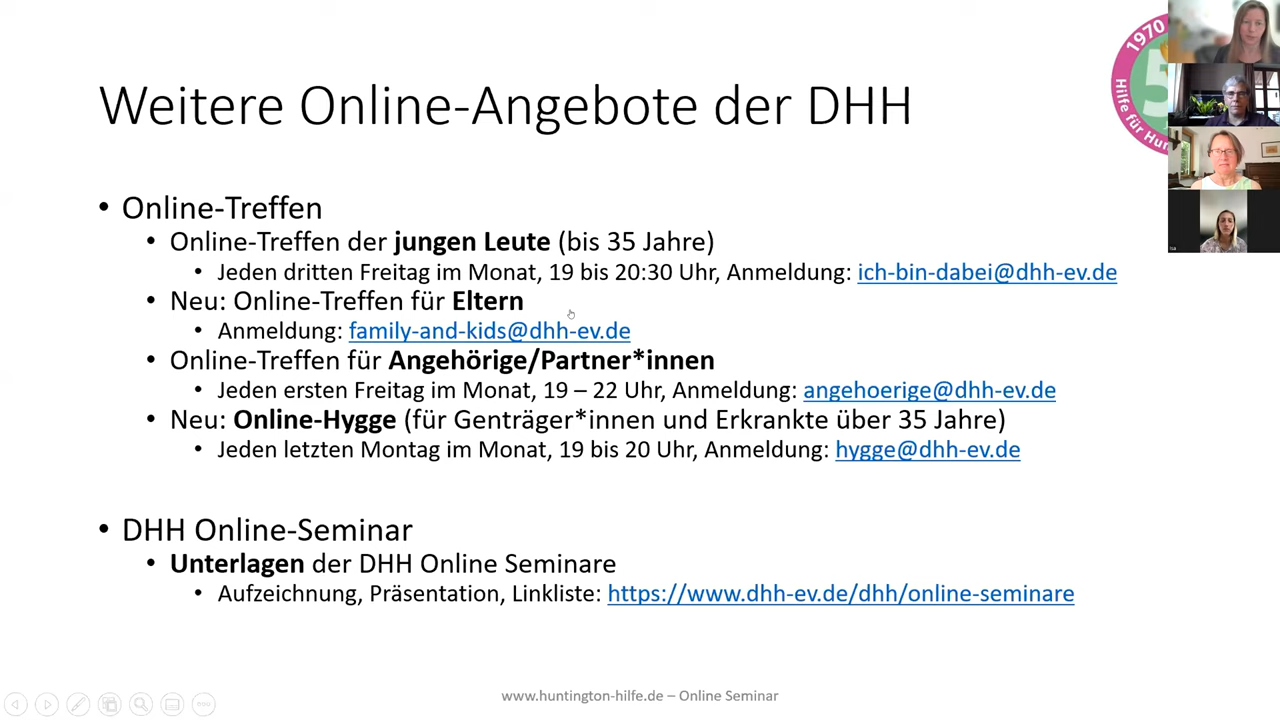 Weitere Online-Angebote der DHH
• Online-Treffen
• Online-Treffen der jungen Leute (bis 35 Jahre)
• Jeden dritten Freitag im Monat, 19 bis 20:30 Uhr, Anmeldung: ich-bin-dabei@dhh-ev.de
• Neu: Online-Treffen für Eltern
• Anmeldung: family-and-kids@dhh-ev.de
• Online-Treffen für Angehörige/Partner*innen
• Jeden ersten Freitag im Monat, 19 – 22 Uhr, Anmeldung: angehoerige@dhh-ev.de
• Neu: Online-Hygge (für Genträger*innen und Erkrankte über 35 Jahre)
• Jeden letzten Montag im Monat, 19 bis 20 Uhr, Anmeldung: hygge@dhh-ev.de
• DHH Online-Seminar
• Unterlagen der DHH Online Seminare
• Aufzeichnung, Präsentation, Linkliste: https://www.dhh-ev.de/dhh/online-seminare
www.huntington-hilfe.de – Online Seminar
1970
5
Hilfe für Hun